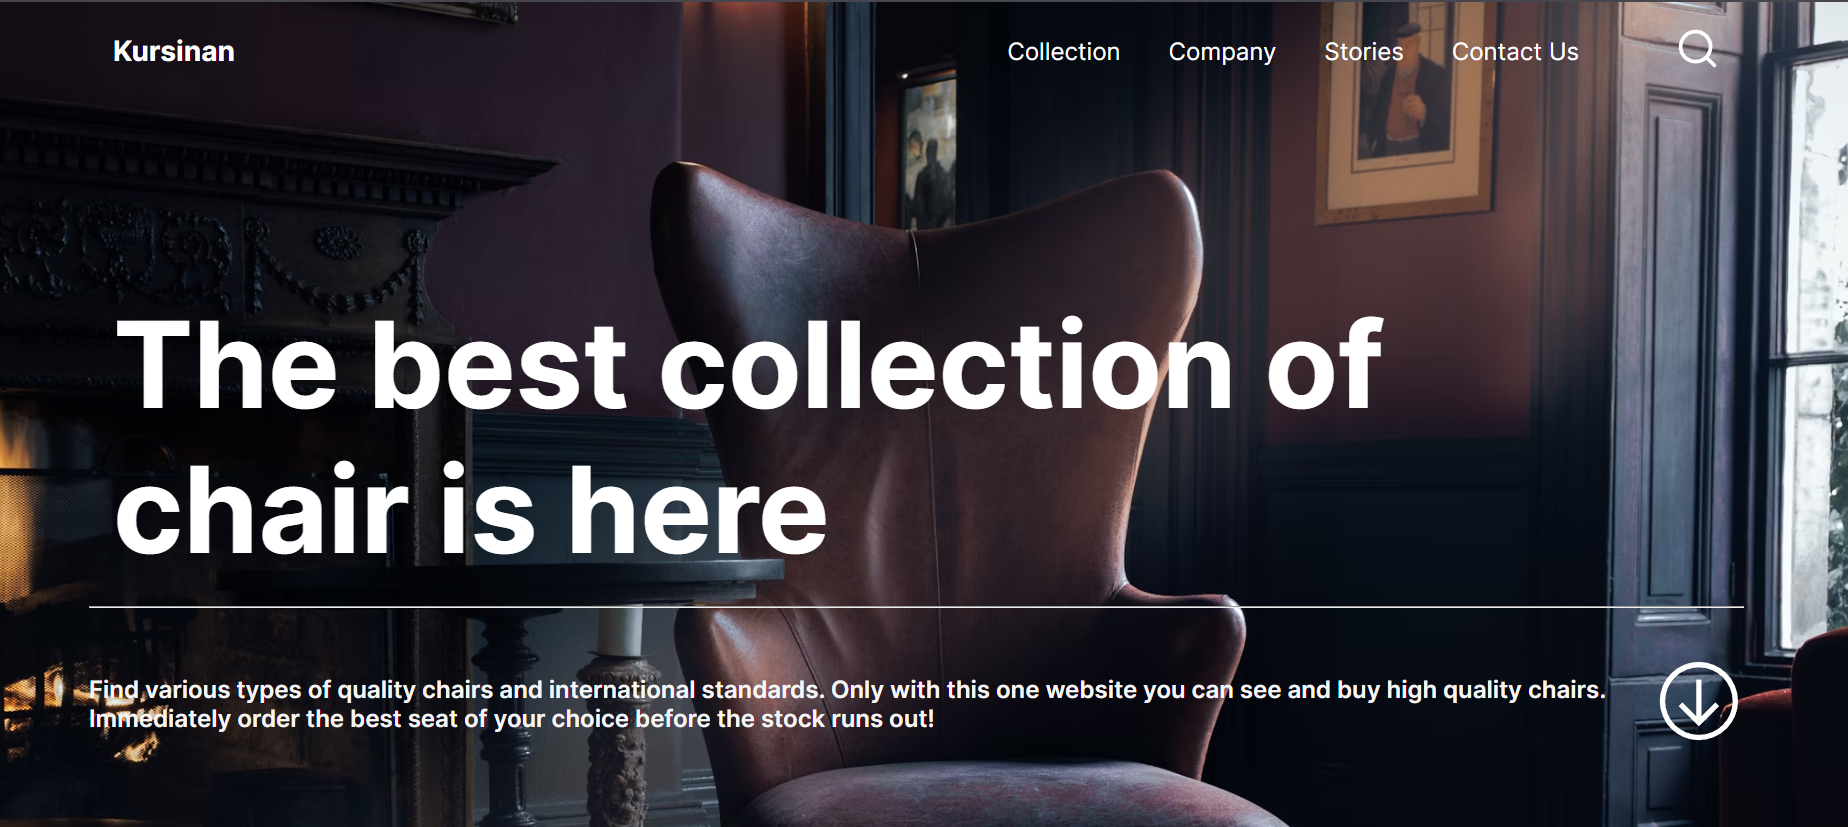 Kursinan
Collection Company Stories Contact Us
The best collection of
chair is here
Find various types of quality chairs and international standards. Only with this one website you can see and buy high quality chairs.
Immediately order the best seat of your choice before the stock runs out!